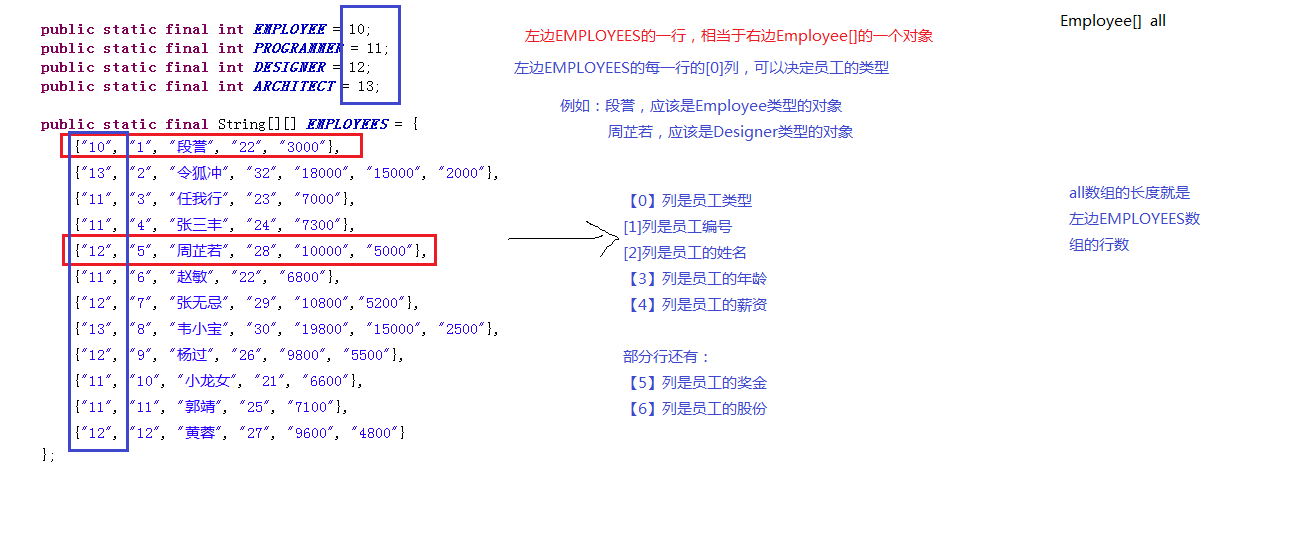 public static final int EMPLOYEE = 10;
public static final int PROGRAMMER = 11;
public static final int DESIGNER = 12;
public static final int ARCHITECT = 13;
public static final String[][] EMPLOYEES = {
{"10", "1", "段誉", "22", "3000"},
{"13", "2", "令狐冲", "32", "18000", "15000", "2000"},
{"11", "3", "任我行", "23", "7000"},
{"11", "4", "张三丰", "24", "7300"},
{"12", "5", "周芷若", "28", "10000", "5000"},
{"11", "6", "赵敏", "22", "6800"},
{"12", "7", "张无忌", "29", "10800","5200"},
{"13", "8", "韦小宝", "30", "19800", "15000", "2500"},
{"12", "9", "杨过", "26", "9800", "5500"},
{"11", "10", "小龙女", "21", "6600"},
{"11", "11", "郭靖", "25", "7100"},
{"12", "12", "黄蓉", "27", "9600", "4800"}
};
左边EMPLOYEES的一行，相当于右边Employee[]的一个对象
左边EMPLOYEES的每一行的[0]列，可以决定员工的类型
例如：段誉，应该是Employee类型的对象
周芷若，应该是Designer类型的对象
【0】列是员工类型
[1]列是员工编号
[2]列是员工的姓名
【3】列是员工的年龄
【4】列是员工的薪资
部分行还有：
【5】列是员工的奖金
【6】列是员工的股份
Employee[] all
all数组的长度就是
左边EMPLOYEES数
组的行数